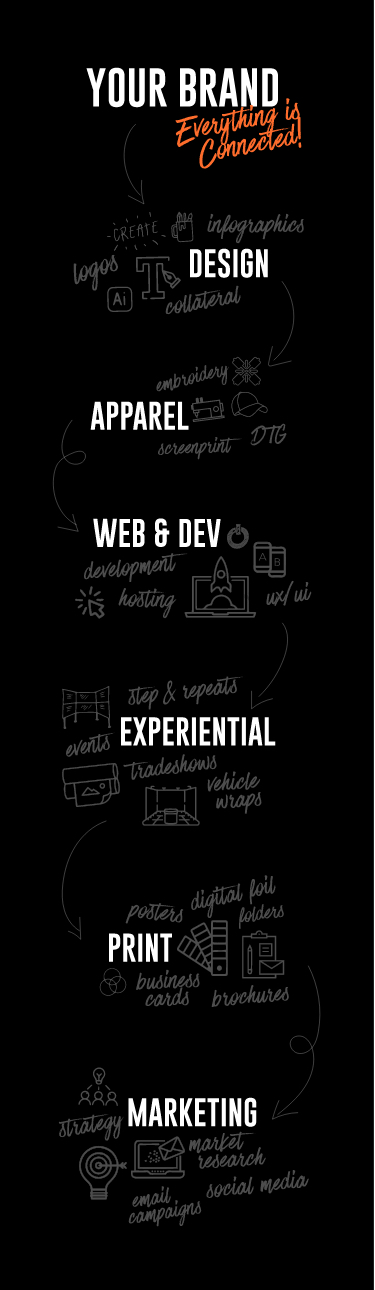 YOUR BRAND
Everything is
Connected!
CREATE
infographics
logos
DESIGN
Ai
T
collateral
embroidery
APPAREL
screenprint
DTG
WEB & DEV
development
A
B
hosting
ux/ui
step & repeats
EXPERIENTIAL
events
tradeshows
vehicle
wraps
posters
digital foil
folders
PRINT
business
cards
brochures
MARKETING
strategy
market
research
email
campaigns
social media